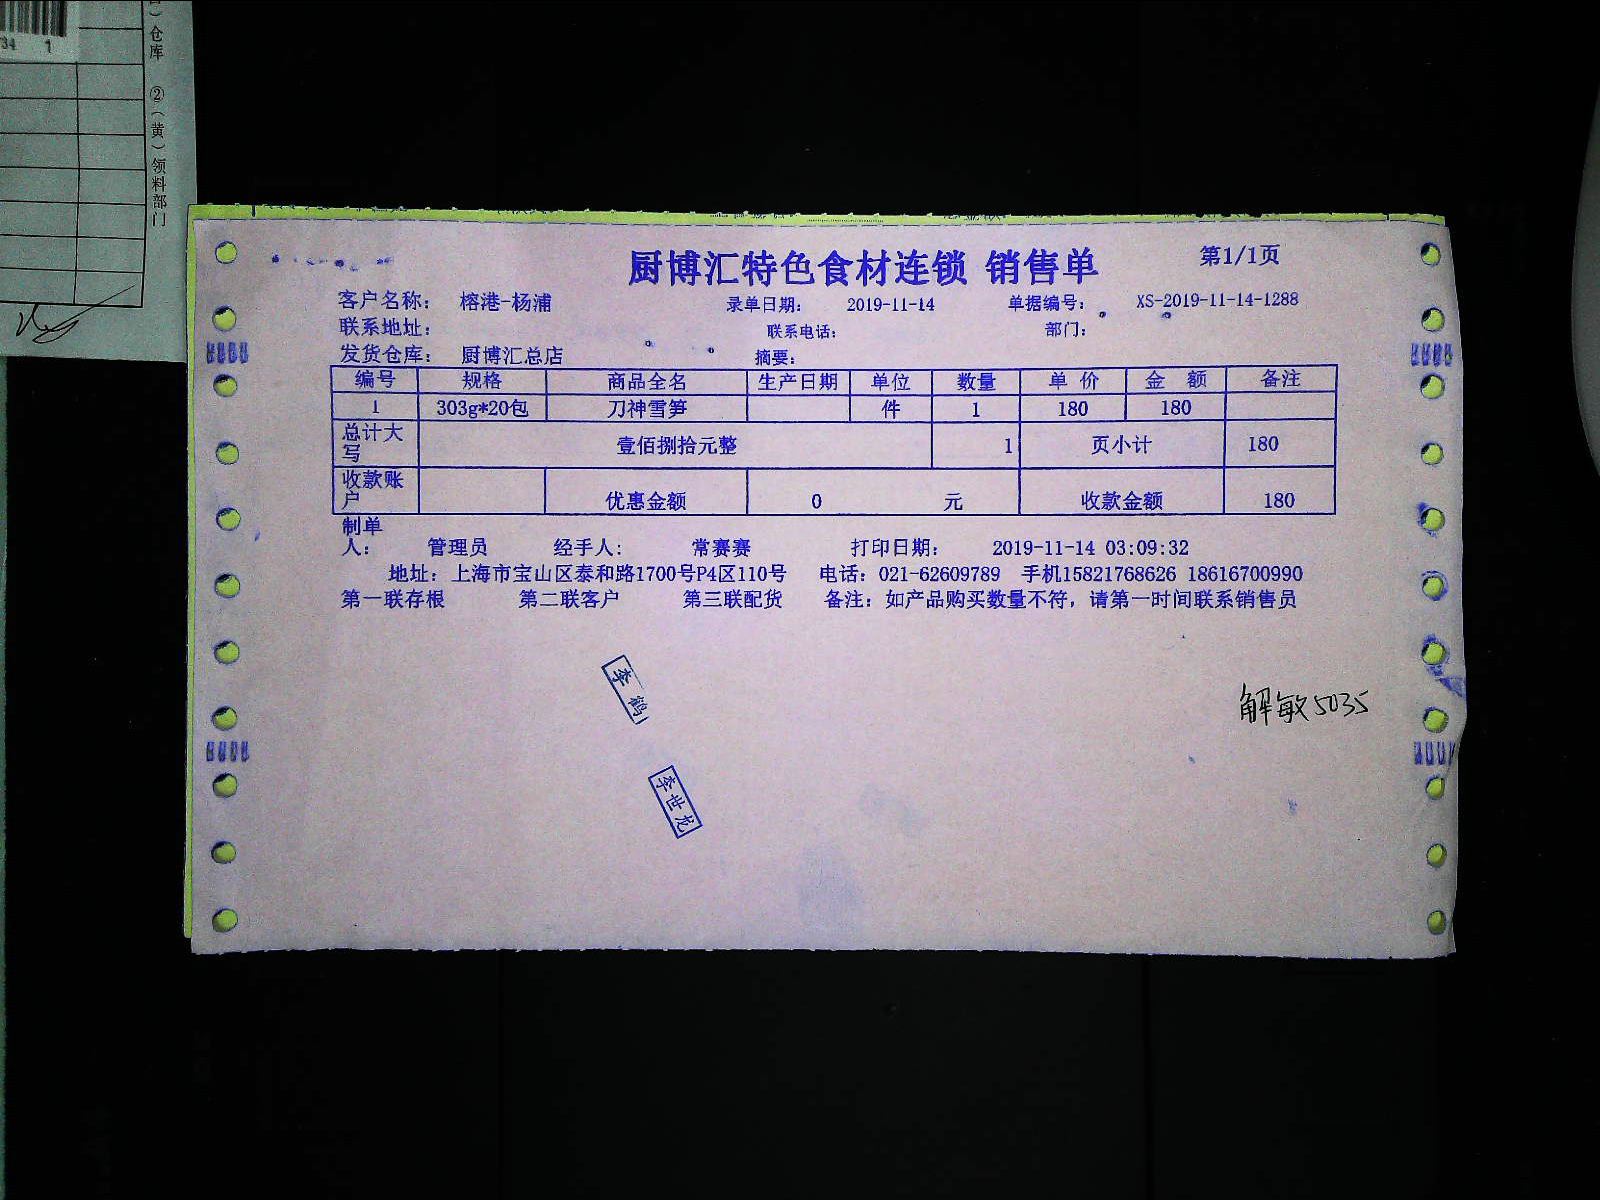 34 1
）仓库 ②（黄）领料部门
厨博汇特色食材连锁 销售单 第1/1页
客户名称： 榕港-杨浦 录单日期： 2019-11-14 单据编号： XS-2019-11-14-1288
联系地址： 联系电话： 部门：
发货仓库： 厨博汇总店 摘要：
编号 规格 商品全名 生产日期 单位 数量 单 价 金 额 备注
1 303g*20包 刀神雪笋 件 1 180 180
总计大写 壹佰捌拾元整 1 页小计 180
收款账户 优惠金额 0 元 收款金额 180
制单人： 管理员 经手人： 常赛赛 打印日期： 2019-11-14 03:09:32
地址：上海市宝山区泰和路1700号P4区110号 电话：021-62609789 手机15821768626 18616700990
第一联存根 第二联客户 第三联配货 备注：如产品购买数量不符，请第一时间联系销售员
李鹤
解敏5035
李世龙